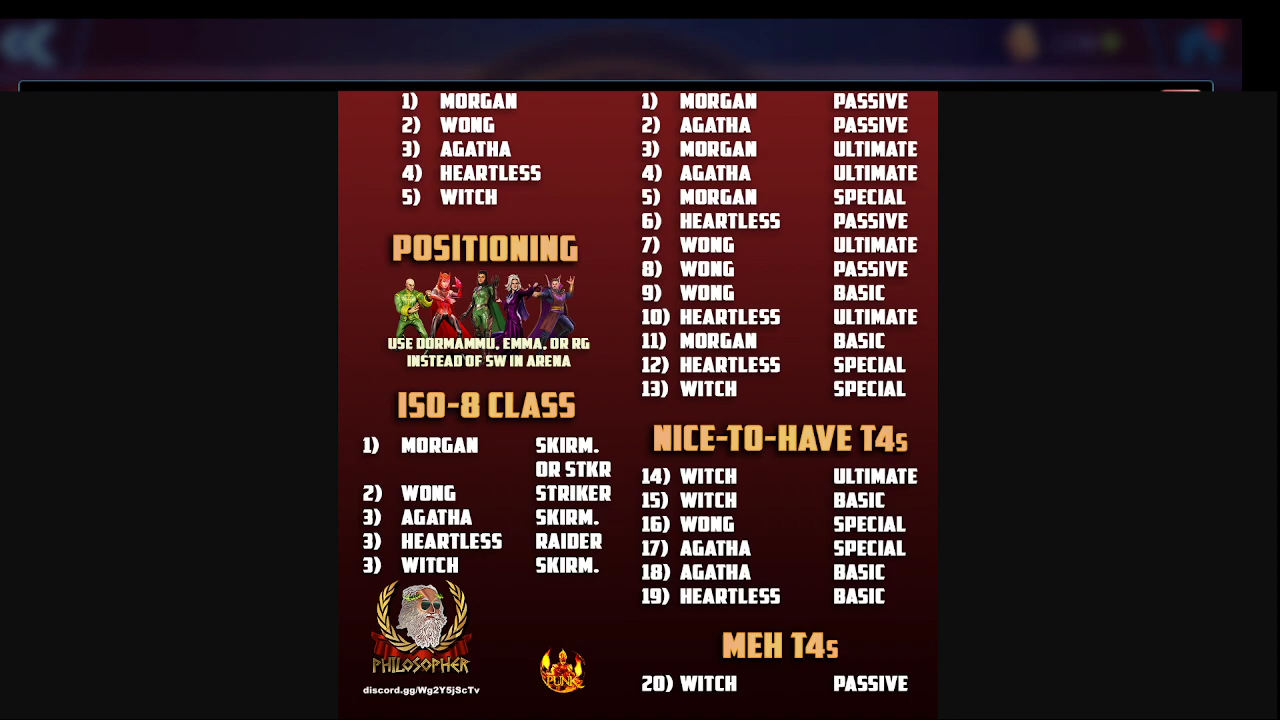 1) MORGAN
2) WONG
3) AGATHA
4) HEARTLESS
5) WITCH
POSITIONING
USE DORMAMMU, EMMA, OR RG
INSTEAD OF SW IN ARENA
ISO-8 CLASS
1) MORGAN SKIRM.
OR STKR
2) WONG STRIKER
3) AGATHA SKIRM.
3) HEARTLESS RAIDER
3) WITCH SKIRM.
PHILOSOPHER
discord.gg/Wg2Y5jScTv
PUNK
1) MORGAN PASSIVE
2) AGATHA PASSIVE
3) MORGAN ULTIMATE
4) AGATHA ULTIMATE
5) MORGAN SPECIAL
6) HEARTLESS PASSIVE
7) WONG ULTIMATE
8) WONG PASSIVE
9) WONG BASIC
10) HEARTLESS ULTIMATE
11) MORGAN BASIC
12) HEARTLESS SPECIAL
13) WITCH SPECIAL
NICE-TO-HAVE T4S
14) WITCH ULTIMATE
15) WITCH BASIC
16) WONG SPECIAL
17) AGATHA SPECIAL
18) AGATHA BASIC
19) HEARTLESS BASIC
MEH T4S
20) WITCH PASSIVE